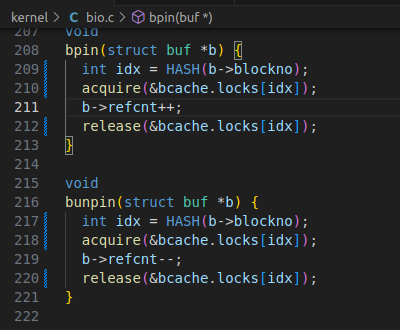 kernel > C bio.c > bpin(buf *)
207 void
208 bpin(struct buf *b) {
209   int idx = HASH(b->blockno);
210   acquire(&bcache.locks[idx]);
211   b->refcnt++;
212   release(&bcache.locks[idx]);
213 }
214
215 void
216 bunpin(struct buf *b) {
217   int idx = HASH(b->blockno);
218   acquire(&bcache.locks[idx]);
219   b->refcnt--;
220   release(&bcache.locks[idx]);
221 }
222